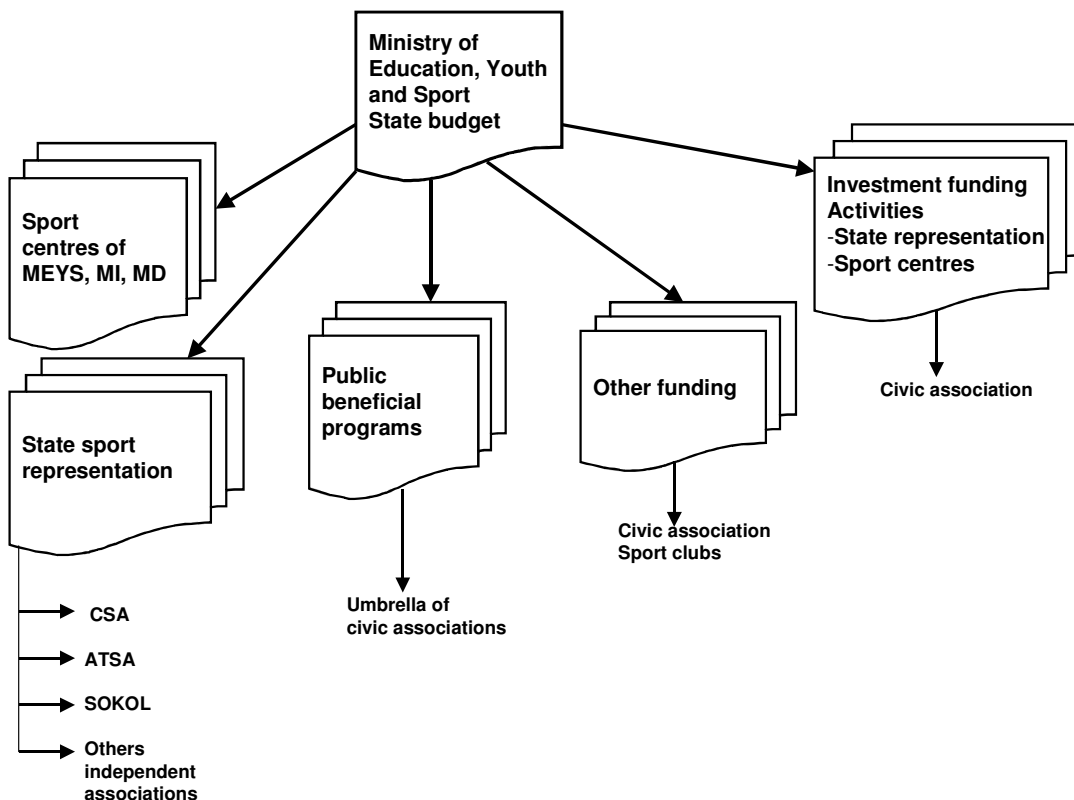 Ministry of
Education, Youth
and Sport
State budget
Sport
centres of
MEYS, MI, MD
Investment funding
Activities
-State representation
-Sport centres
Civic association
State sport
representation
Public
beneficial
programs
Other funding
Civic association
Sport clubs
Umbrella of
civic associations
CSA
ATSA
SOKOL
Others
independent
associations